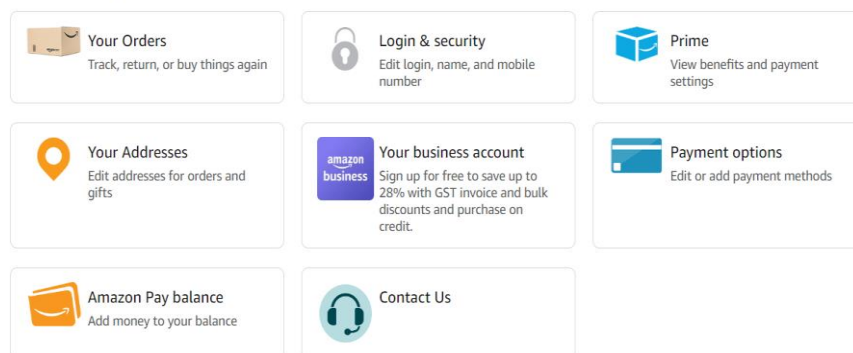 Your Orders
Track, return, or buy things again
Login & security
Edit login, name, and mobile
number
Prime
View benefits and payment
settings
Your Addresses
Edit addresses for orders and
gifts
amazon
business
Your business account
Sign up for free to save up to
28% with GST invoice and bulk
discounts and purchase on
credit.
Payment options
Edit or add payment methods
Amazon Pay balance
Add money to your balance
Contact Us